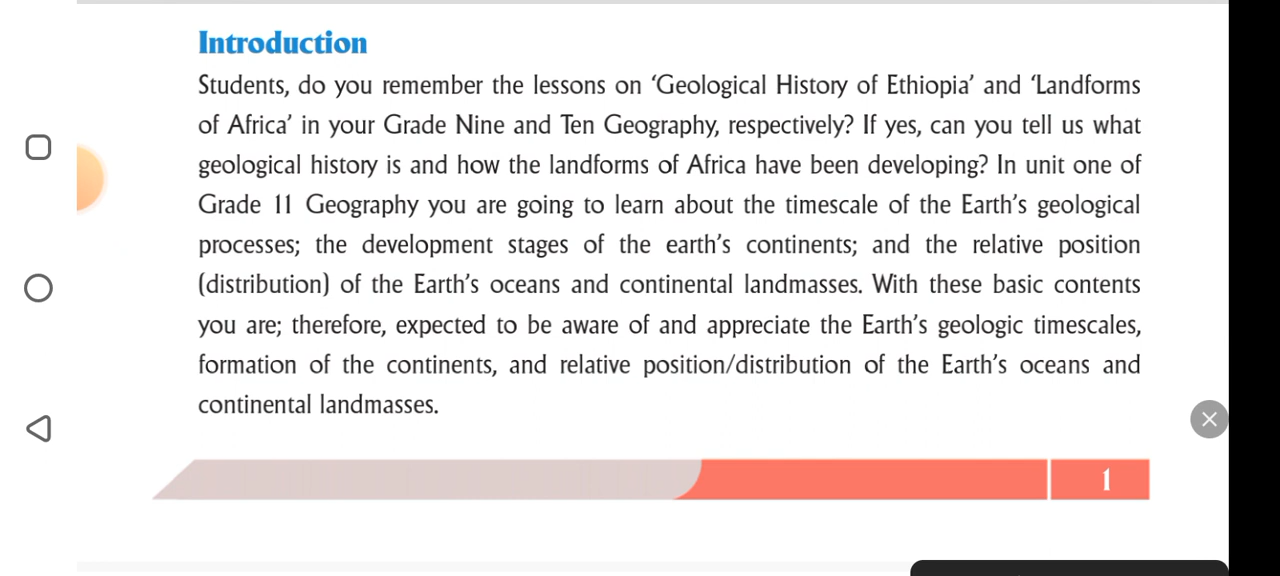 Introduction
Students, do you remember the lessons on ‘Geological History of Ethiopia’ and ‘Landforms
of Africa’ in your Grade Nine and Ten Geography, respectively? If yes, can you tell us what
geological history is and how the landforms of Africa have been developing? In unit one of
Grade 11 Geography you are going to learn about the timescale of the Earth’s geological
processes; the development stages of the earth’s continents; and the relative position
(distribution) of the Earth’s oceans and continental landmasses. With these basic contents
you are; therefore, expected to be aware of and appreciate the Earth’s geologic timescales,
formation of the continents, and relative position/distribution of the Earth’s oceans and
continental landmasses.
1